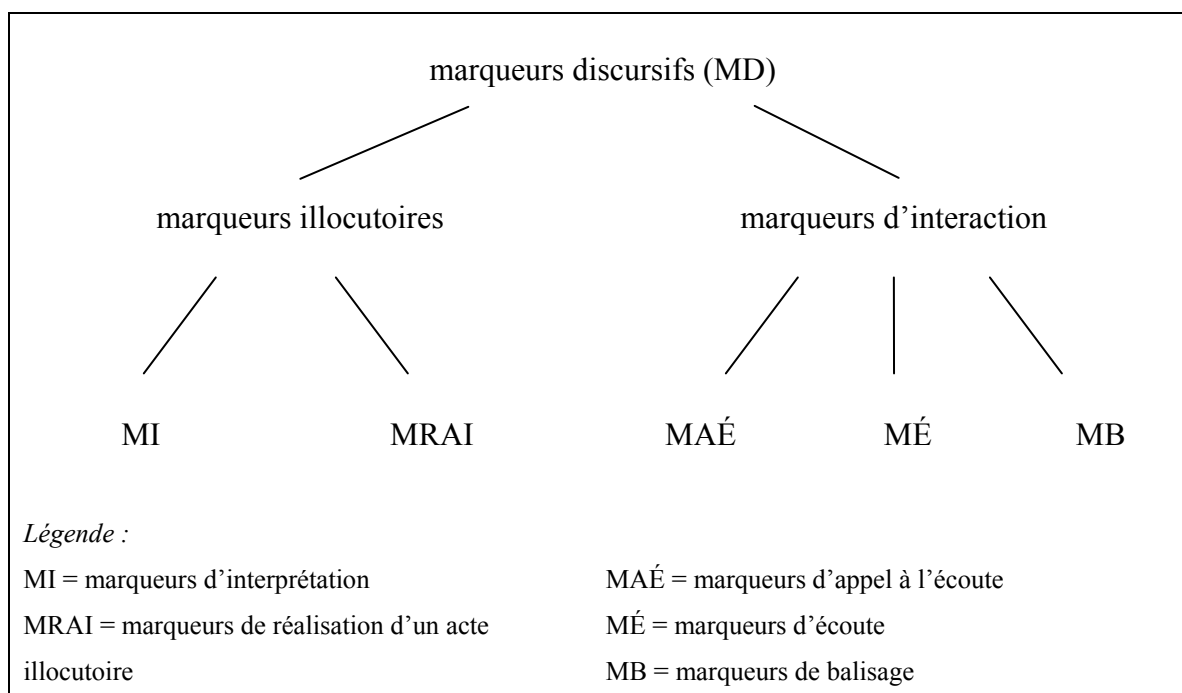 marqueurs discursifs (MD)
marqueurs illocutoires
marqueurs d’interaction
MI
MRAI
MAÉ
MÉ
MB
Légende :
MI = marqueurs d’interprétation
MRAI = marqueurs de réalisation d’un acte
illocutoire
MAÉ = marqueurs d’appel à l’écoute
MÉ = marqueurs d’écoute
MB = marqueurs de balisage